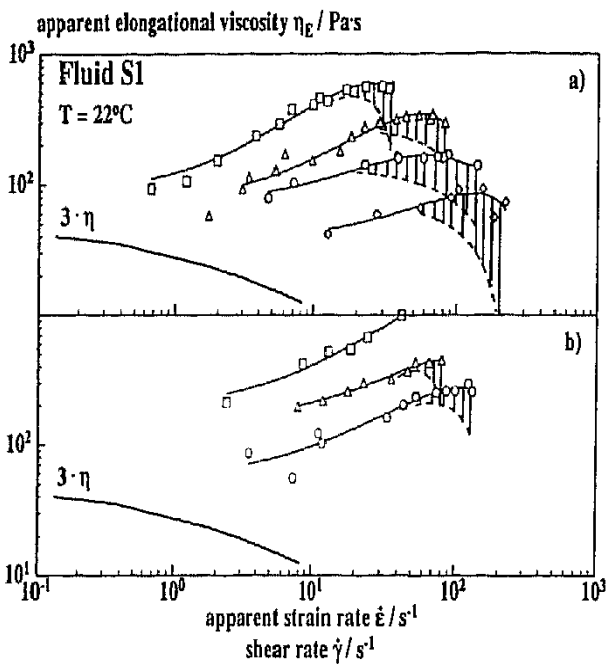 apparent elongational viscosity η_E / Pa·s
10³
Fluid S1
a)
T = 22°C
10²
3·η
b)
10²
3·η
10¹
10⁻¹ 10⁰ 10¹ 10² 10³
apparent strain rate ε̇ / s⁻¹
shear rate γ̇ / s⁻¹